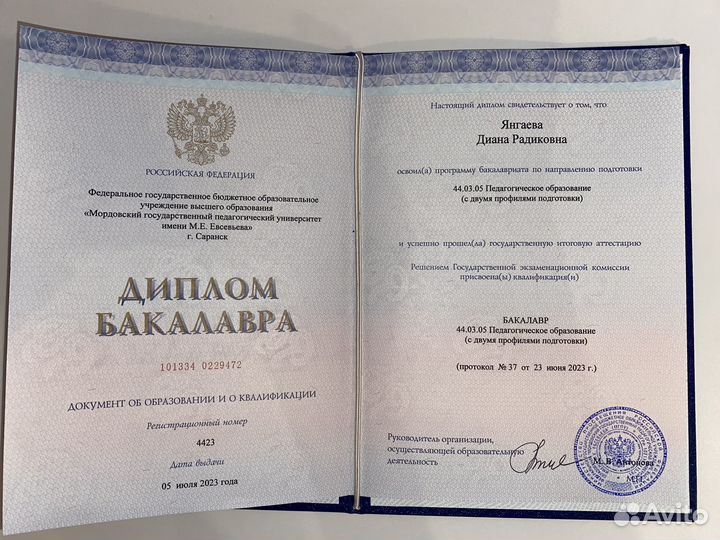 РОССИЙСКАЯ ФЕДЕРАЦИЯ
Федеральное государственное бюджетное образовательное
учреждение высшего образования
«Мордовский государственный педагогический университет
имени М.Е. Евсевьева»
г. Саранск
ДИПЛОМ
БАКАЛАВРА
101334 0229472
ДОКУМЕНТ ОБ ОБРАЗОВАНИИ И О КВАЛИФИКАЦИИ
Регистрационный номер
4423
Дата выдачи
05 июля 2023 года
Настоящий диплом свидетельствует о том, что
Янгаева
Диана Радиковна
освоил(а) программу бакалавриата по направлению подготовки
44.03.05 Педагогическое образование
(с двумя профилями подготовки)
и успешно прошел(ла) государственную итоговую аттестацию
Решением Государственной экзаменационной комиссии
присвоена(ы) квалификация(и)
БАКАЛАВР
44.03.05 Педагогическое образование
(с двумя профилями подготовки)
(протокол № 37 от 23 июня 2023 г.)
Руководитель организации,
осуществляющей образовательную
деятельность
М. В. Антонова
М.П.
Avito